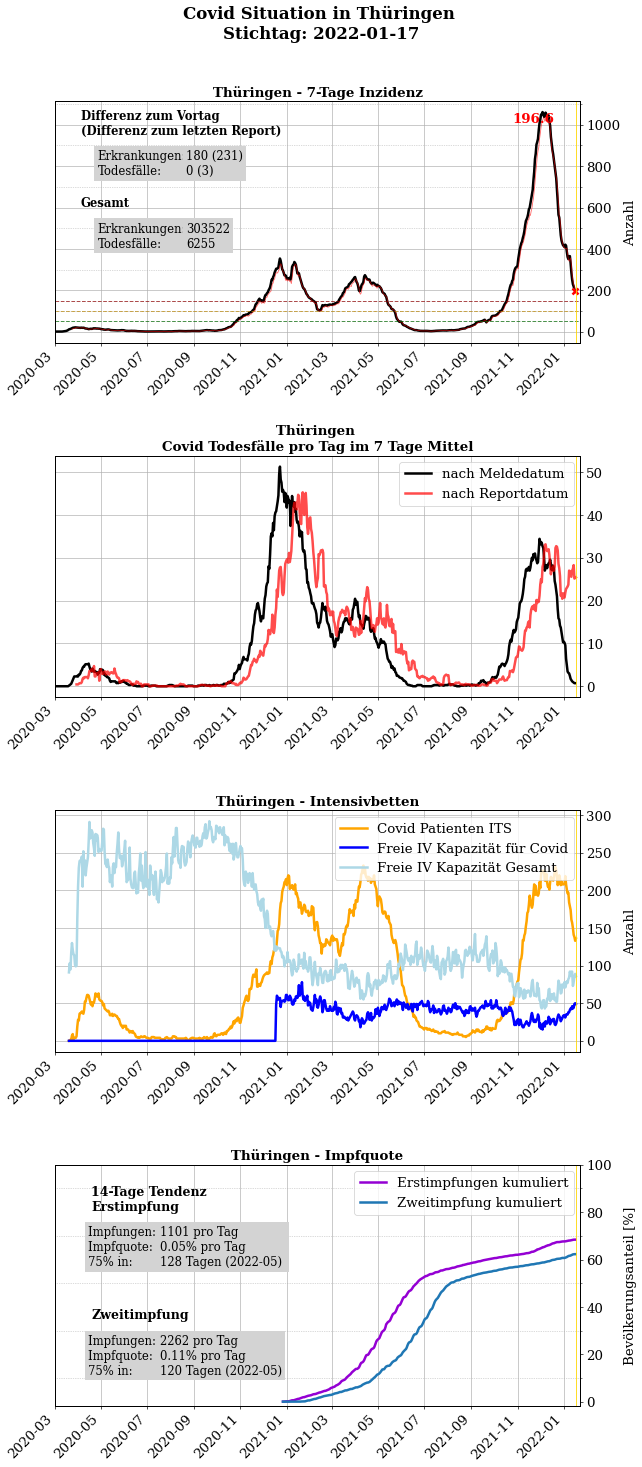 Covid Situation in Thüringen
Stichtag: 2022-01-17
Thüringen - 7-Tage Inzidenz
Differenz zum Vortag
(Differenz zum letzten Report)
Erkrankungen 180 (231)
Todesfälle: 0 (3)
Gesamt
Erkrankungen 303522
Todesfälle: 6255
196.6
1000
800
600
400
200
0
Anzahl
2020-03
2020-05
2020-07
2020-09
2020-11
2021-01
2021-03
2021-05
2021-07
2021-09
2021-11
2022-01
Thüringen
Covid Todesfälle pro Tag im 7 Tage Mittel
nach Meldedatum
nach Reportdatum
50
40
30
20
10
0
2020-03
2020-05
2020-07
2020-09
2020-11
2021-01
2021-03
2021-05
2021-07
2021-09
2021-11
2022-01
Thüringen - Intensivbetten
Covid Patienten ITS
Freie IV Kapazität für Covid
Freie IV Kapazität Gesamt
300
250
200
150
100
50
0
Anzahl
2020-03
2020-05
2020-07
2020-09
2020-11
2021-01
2021-03
2021-05
2021-07
2021-09
2021-11
2022-01
Thüringen - Impfquote
14-Tage Tendenz
Erstimpfung
Impfungen: 1101 pro Tag
Impfquote: 0.05% pro Tag
75% in: 128 Tagen (2022-05)
Zweitimpfung
Impfungen: 2262 pro Tag
Impfquote: 0.11% pro Tag
75% in: 120 Tagen (2022-05)
Erstimpfungen kumuliert
Zweitimpfung kumuliert
100
80
60
40
20
0
Bevölkerungsanteil [%]
2020-03
2020-05
2020-07
2020-09
2020-11
2021-01
2021-03
2021-05
2021-07
2021-09
2021-11
2022-01